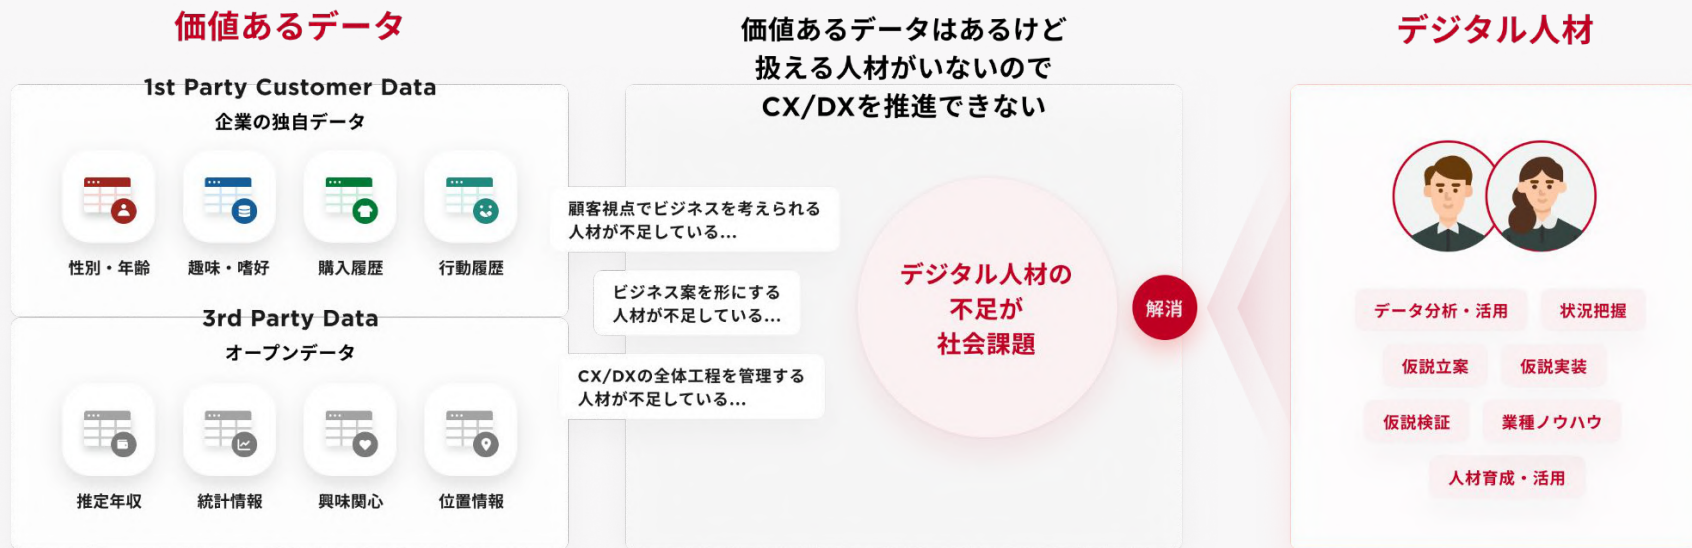 価値あるデータ
1st Party Customer Data
企業の独自データ
性別・年齢
趣味・嗜好
購入履歴
行動履歴
3rd Party Data
オープンデータ
推定年収
統計情報
興味関心
位置情報
価値あるデータはあるけど
扱える人材がいないので
CX/DXを推進できない
顧客視点でビジネスを考えられる
人材が不足している...
ビジネス案を形にする
人材が不足している...
CX/DXの全体工程を管理する
人材が不足している...
デジタル人材の
不足が
社会課題
解消
デジタル人材
データ分析・活用
状況把握
仮説立案
仮説実装
仮説検証
業種ノウハウ
人材育成・活用